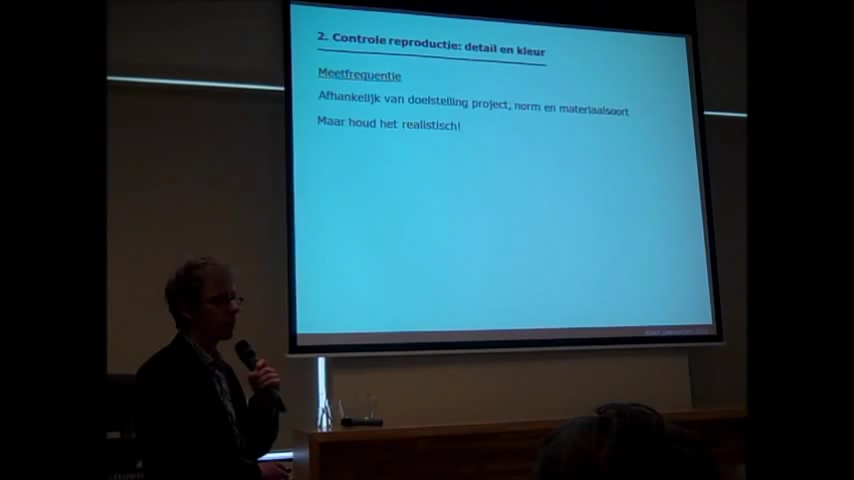 2. Controle reproductie: detail en kleur
Meetfrequentie
Afhankelijk van doelstelling project, norm en materiaalsoort
Maar houd het realistisch!